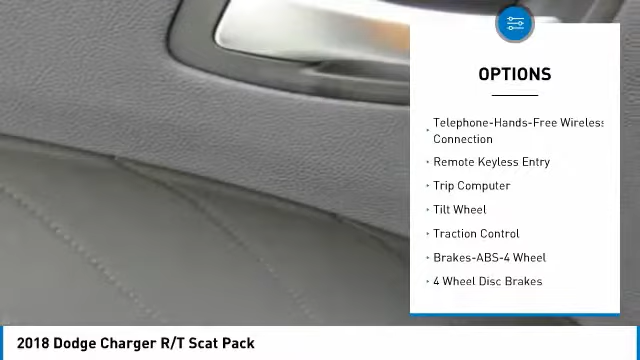 OPTIONS
Telephone-Hands-Free Wireless
Connection
Remote Keyless Entry
Trip Computer
Tilt Wheel
Traction Control
Brakes-ABS-4 Wheel
4 Wheel Disc Brakes
2018 Dodge Charger R/T Scat Pack